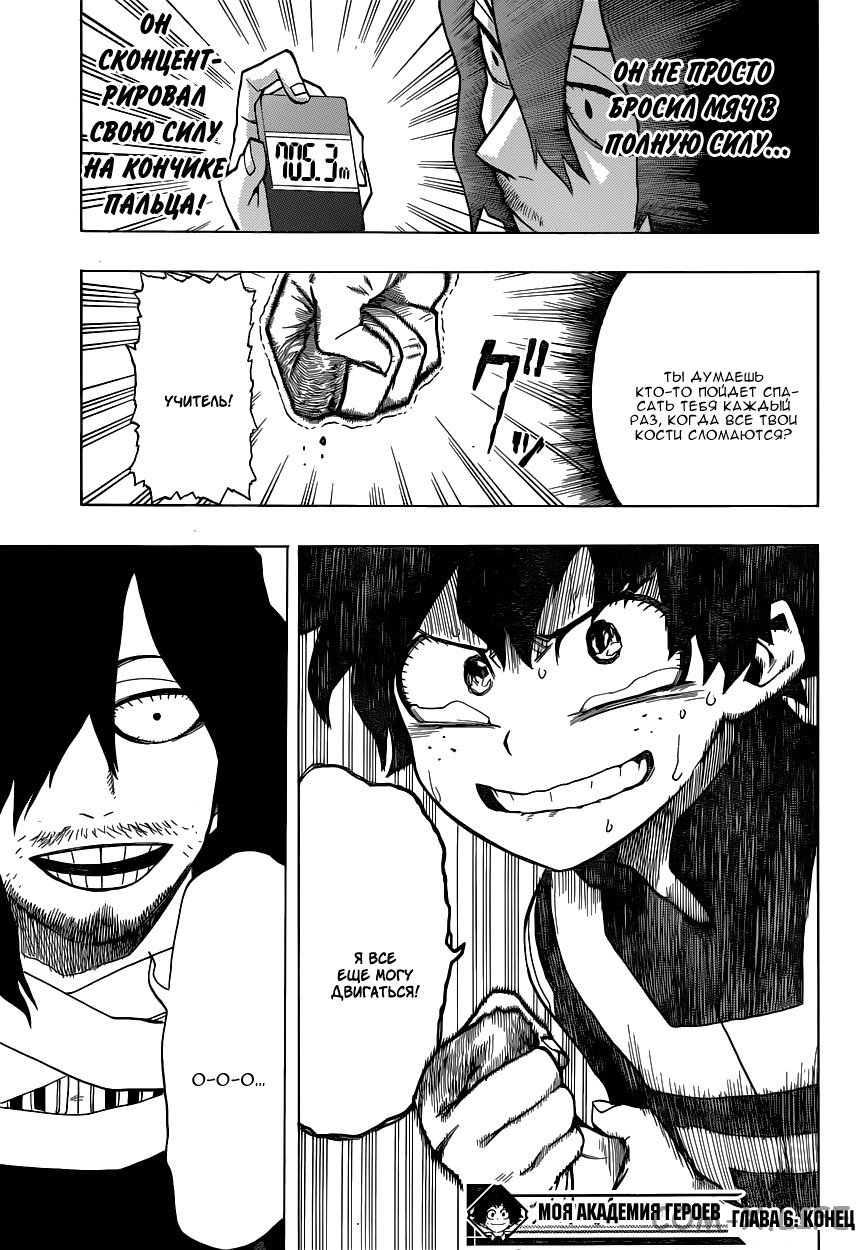 ОН НЕ ПРОСТО
БРОСИЛ МЯЧ В
ПОЛНУЮ СИЛУ...
ОН
СКОНЦЕНТ-
РИРОВАЛ
СВОЮ СИЛУ
НА КОНЧИКЕ
ПАЛЬЦА!
705.3m
ТЫ ДУМАЕШЬ
КТО-ТО ПОЙДЕТ СПА-
САТЬ ТЕБЯ КАЖДЫЙ
РАЗ, КОГДА ВСЕ ТВОИ
КОСТИ СЛОМАЮТСЯ?
グッ
УЧИТЕЛЬ!
Я ВСЕ
ЕЩЕ МОГУ
ДВИГАТЬСЯ!
О-О-О...
МОЯ АКАДЕМИЯ ГЕРОЕВ
ГЛАВА 6: КОНЕЦ